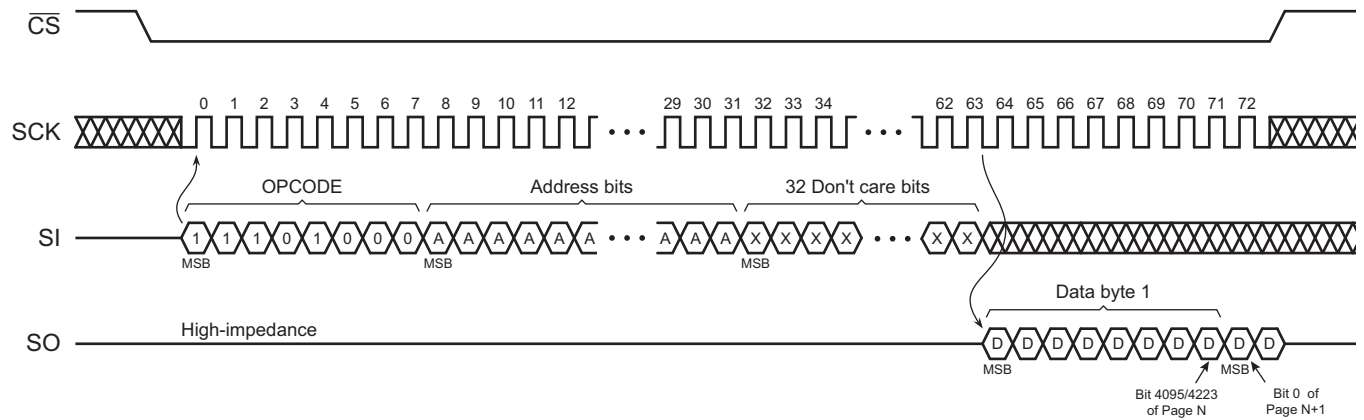 CS
0 1 2 3 4 5 6 7 8 9 10 11 12 29 30 31 32 33 34 62 63 64 65 66 67 68 69 70 71 72
SCK
OPCODE Address bits 32 Don't care bits
SI 1 1 1 0 1 0 0 0 A A A A A A A A A X X X X X X
MSB MSB MSB
Data byte 1
High-impedance
SO D D D D D D D D D D
MSB MSB
Bit 4095/4223
of Page N
Bit 0 of
Page N+1